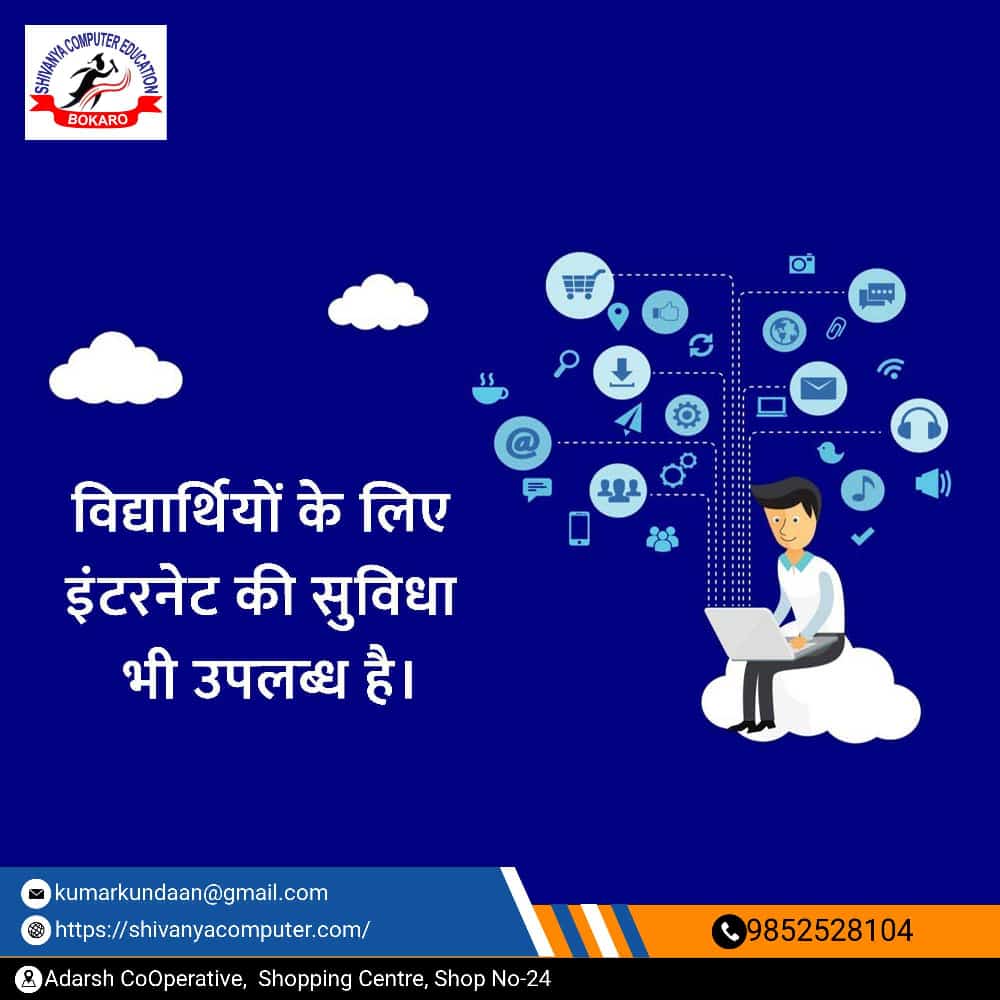 SHIVANYA COMPUTER EDUCATION
BOKARO
विद्यार्थियों के लिए
इंटरनेट की सुविधा
भी उपलब्ध है।
kumarkundaan@gmail.com
https://shivanyacomputer.com/
9852528104
Adarsh CoOperative, Shopping Centre, Shop No-24